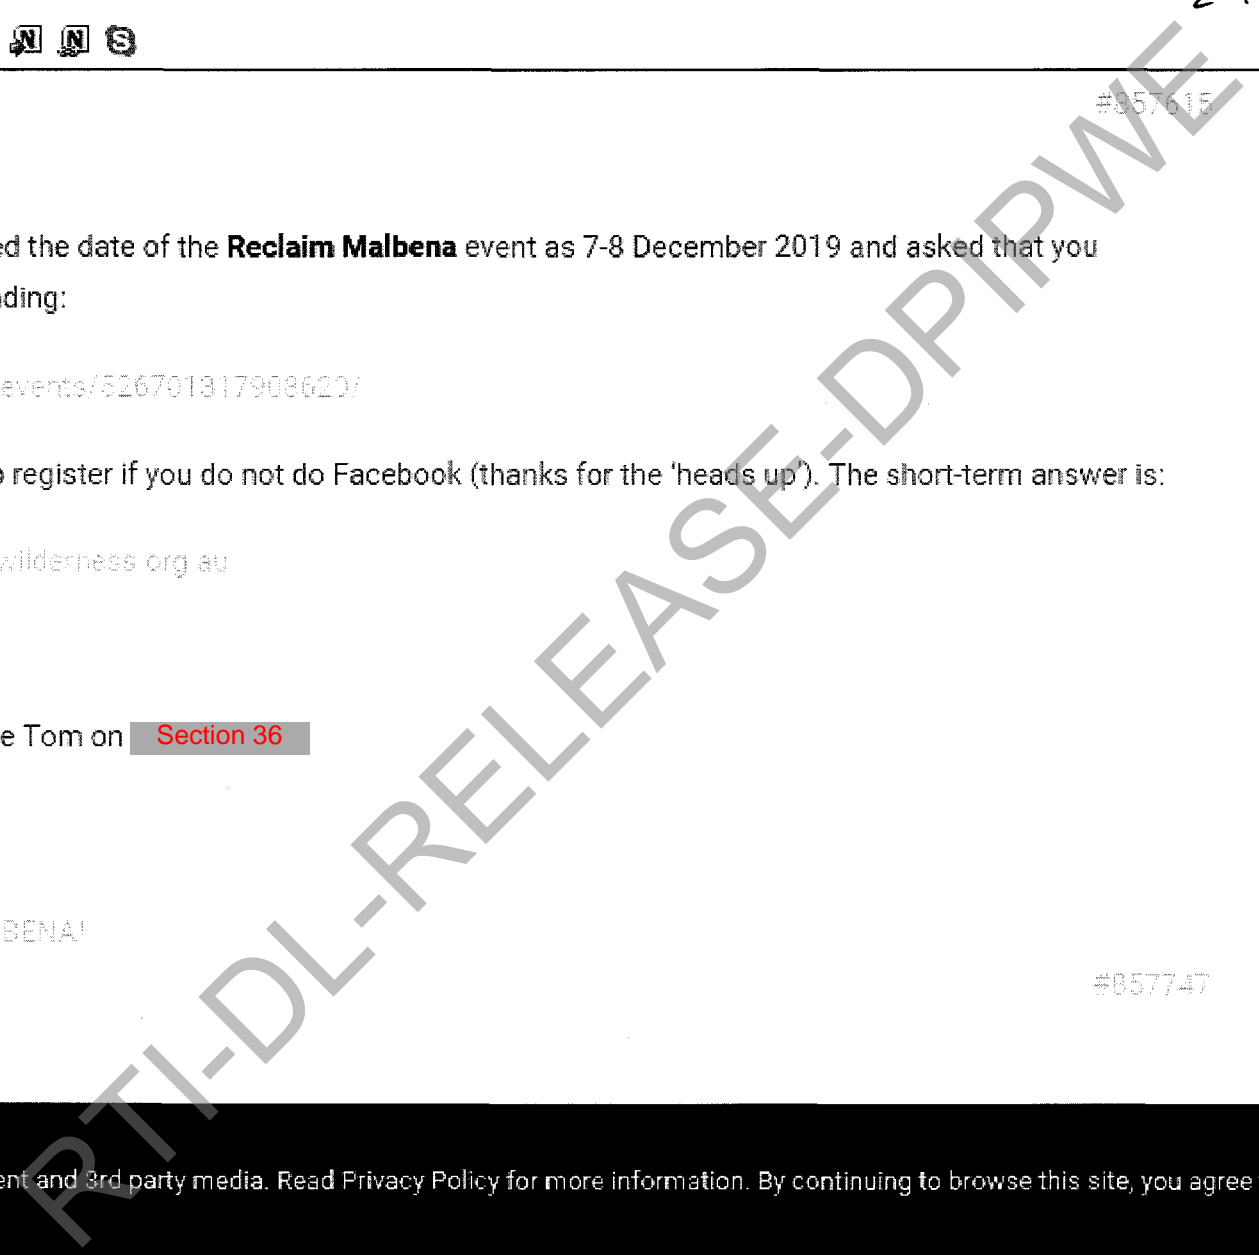 #857615
ed the date of the Reclaim Malbena event as 7-8 December 2019 and asked that you
nding:
events/526701317908620/
o register if you do not do Facebook (thanks for the 'heads up'). The short-term answer is:
wilderness org au
e Tom on Section 36
BENA!
#857747
ent and 3rd party media. Read Privacy Policy for more information. By continuing to browse this site, you agree
RTI-DL-RELEASE-DPIPWE